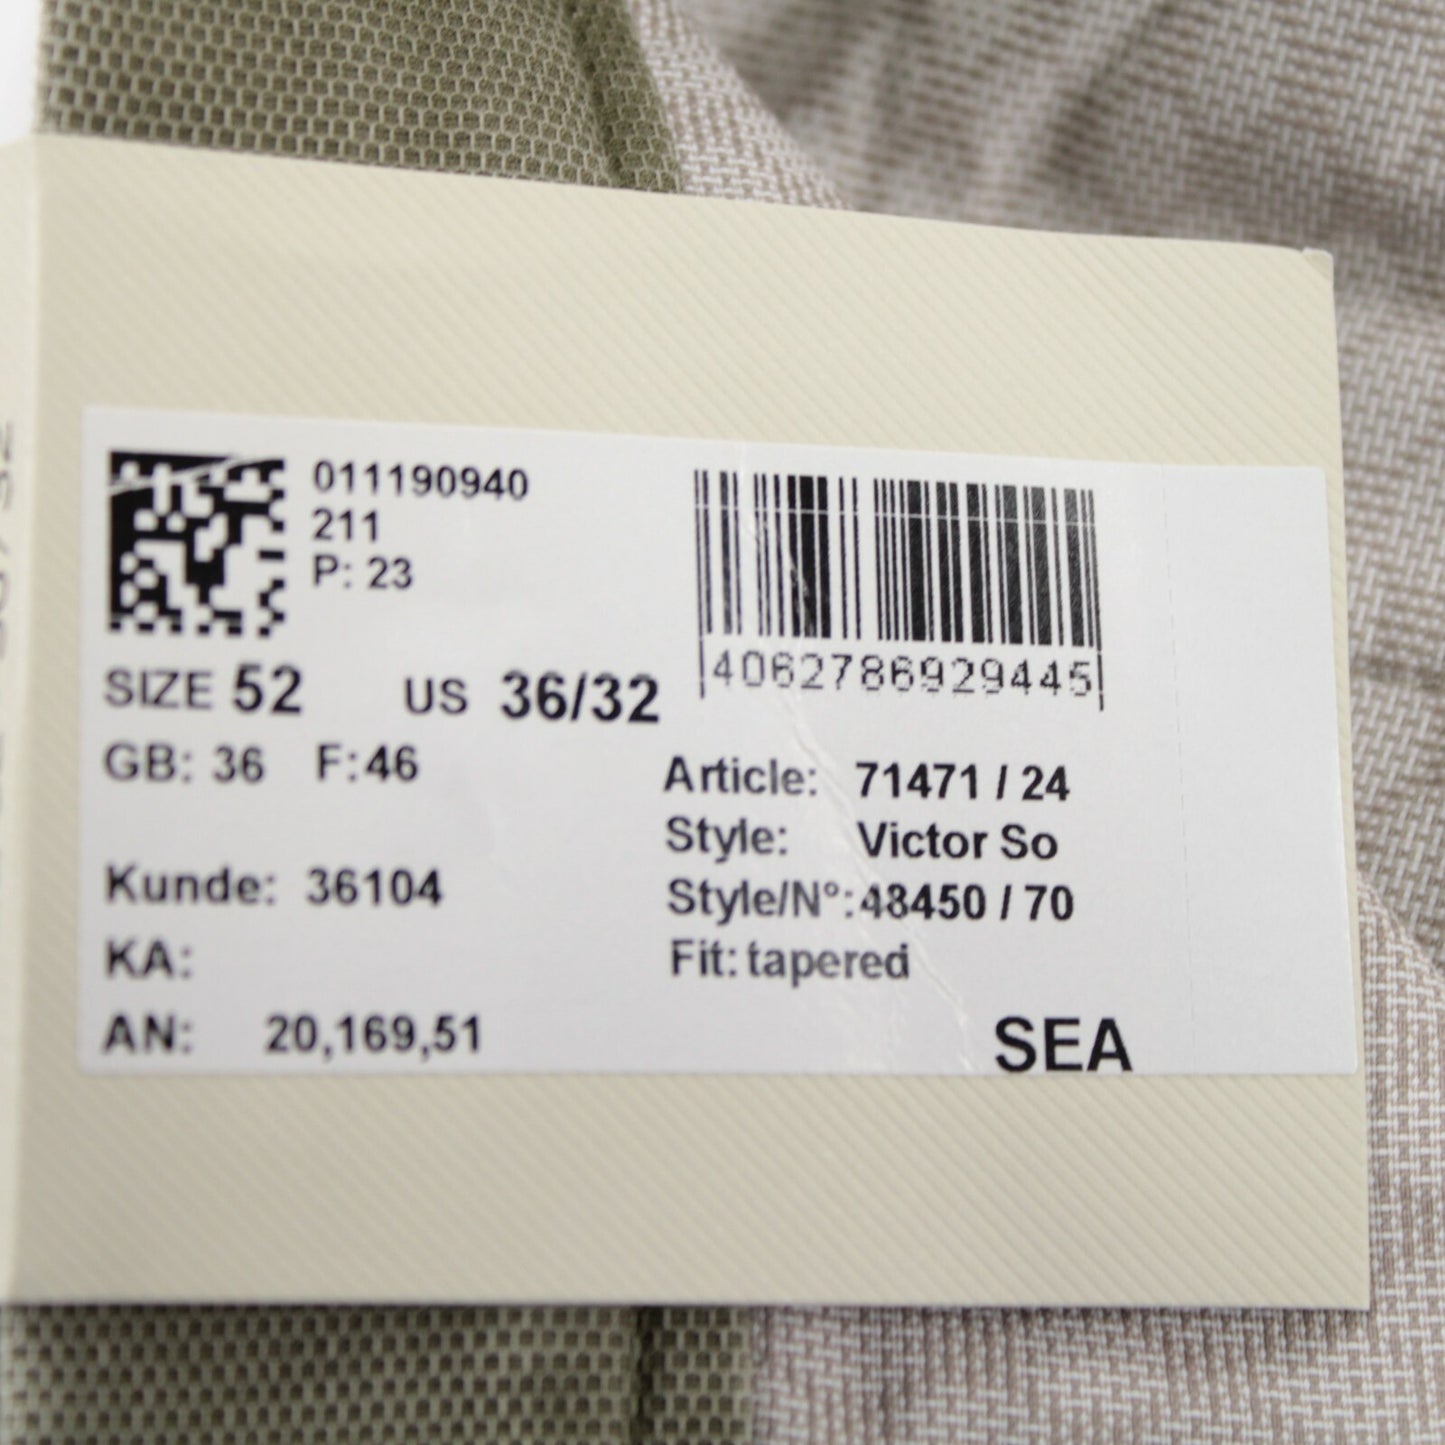 011190940
211
P: 23
SIZE 52 US 36/32
GB: 36 F:46
Kunde: 36104
KA:
AN: 20,169,51
4062786929445
Article: 71471 / 24
Style: Victor So
Style/N°:48450 / 70
Fit: tapered
SEA